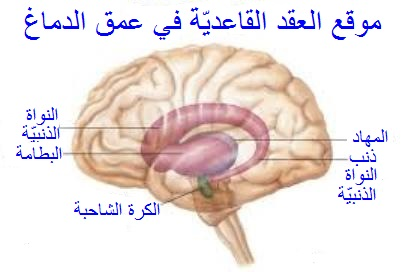 موقع العقد القاعديّة في عمق الدماغ
النواة
الذنبيّة
البطامة
الكرة الشاحبة
المهاد
ذنب
النواة
الذنبيّة